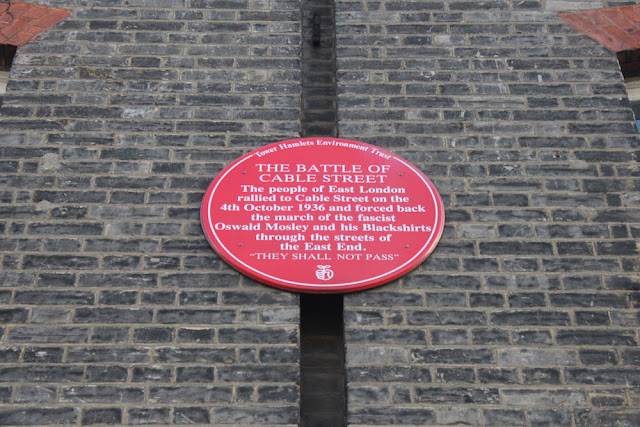 Tower Hamlets Environment Trust
THE BATTLE OF
CABLE STREET
The people of East London
rallied to Cable Street on the
4th October 1936 and forced back
the march of the fascist
Oswald Mosley and his Blackshirts
through the streets of
the East End.
"THEY SHALL NOT PASS"